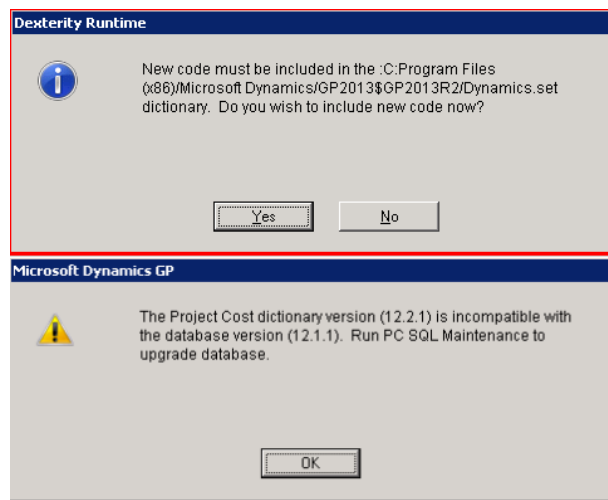 Dexterity Runtime
New code must be included in the :C:Program Files
(x86)/Microsoft Dynamics/GP2013$GP2013R2/Dynamics.set
dictionary. Do you wish to include new code now?
Yes
No
Microsoft Dynamics GP
The Project Cost dictionary version (12.2.1) is incompatible with
the database version (12.1.1). Run PC SQL Maintenance to
upgrade database.
OK